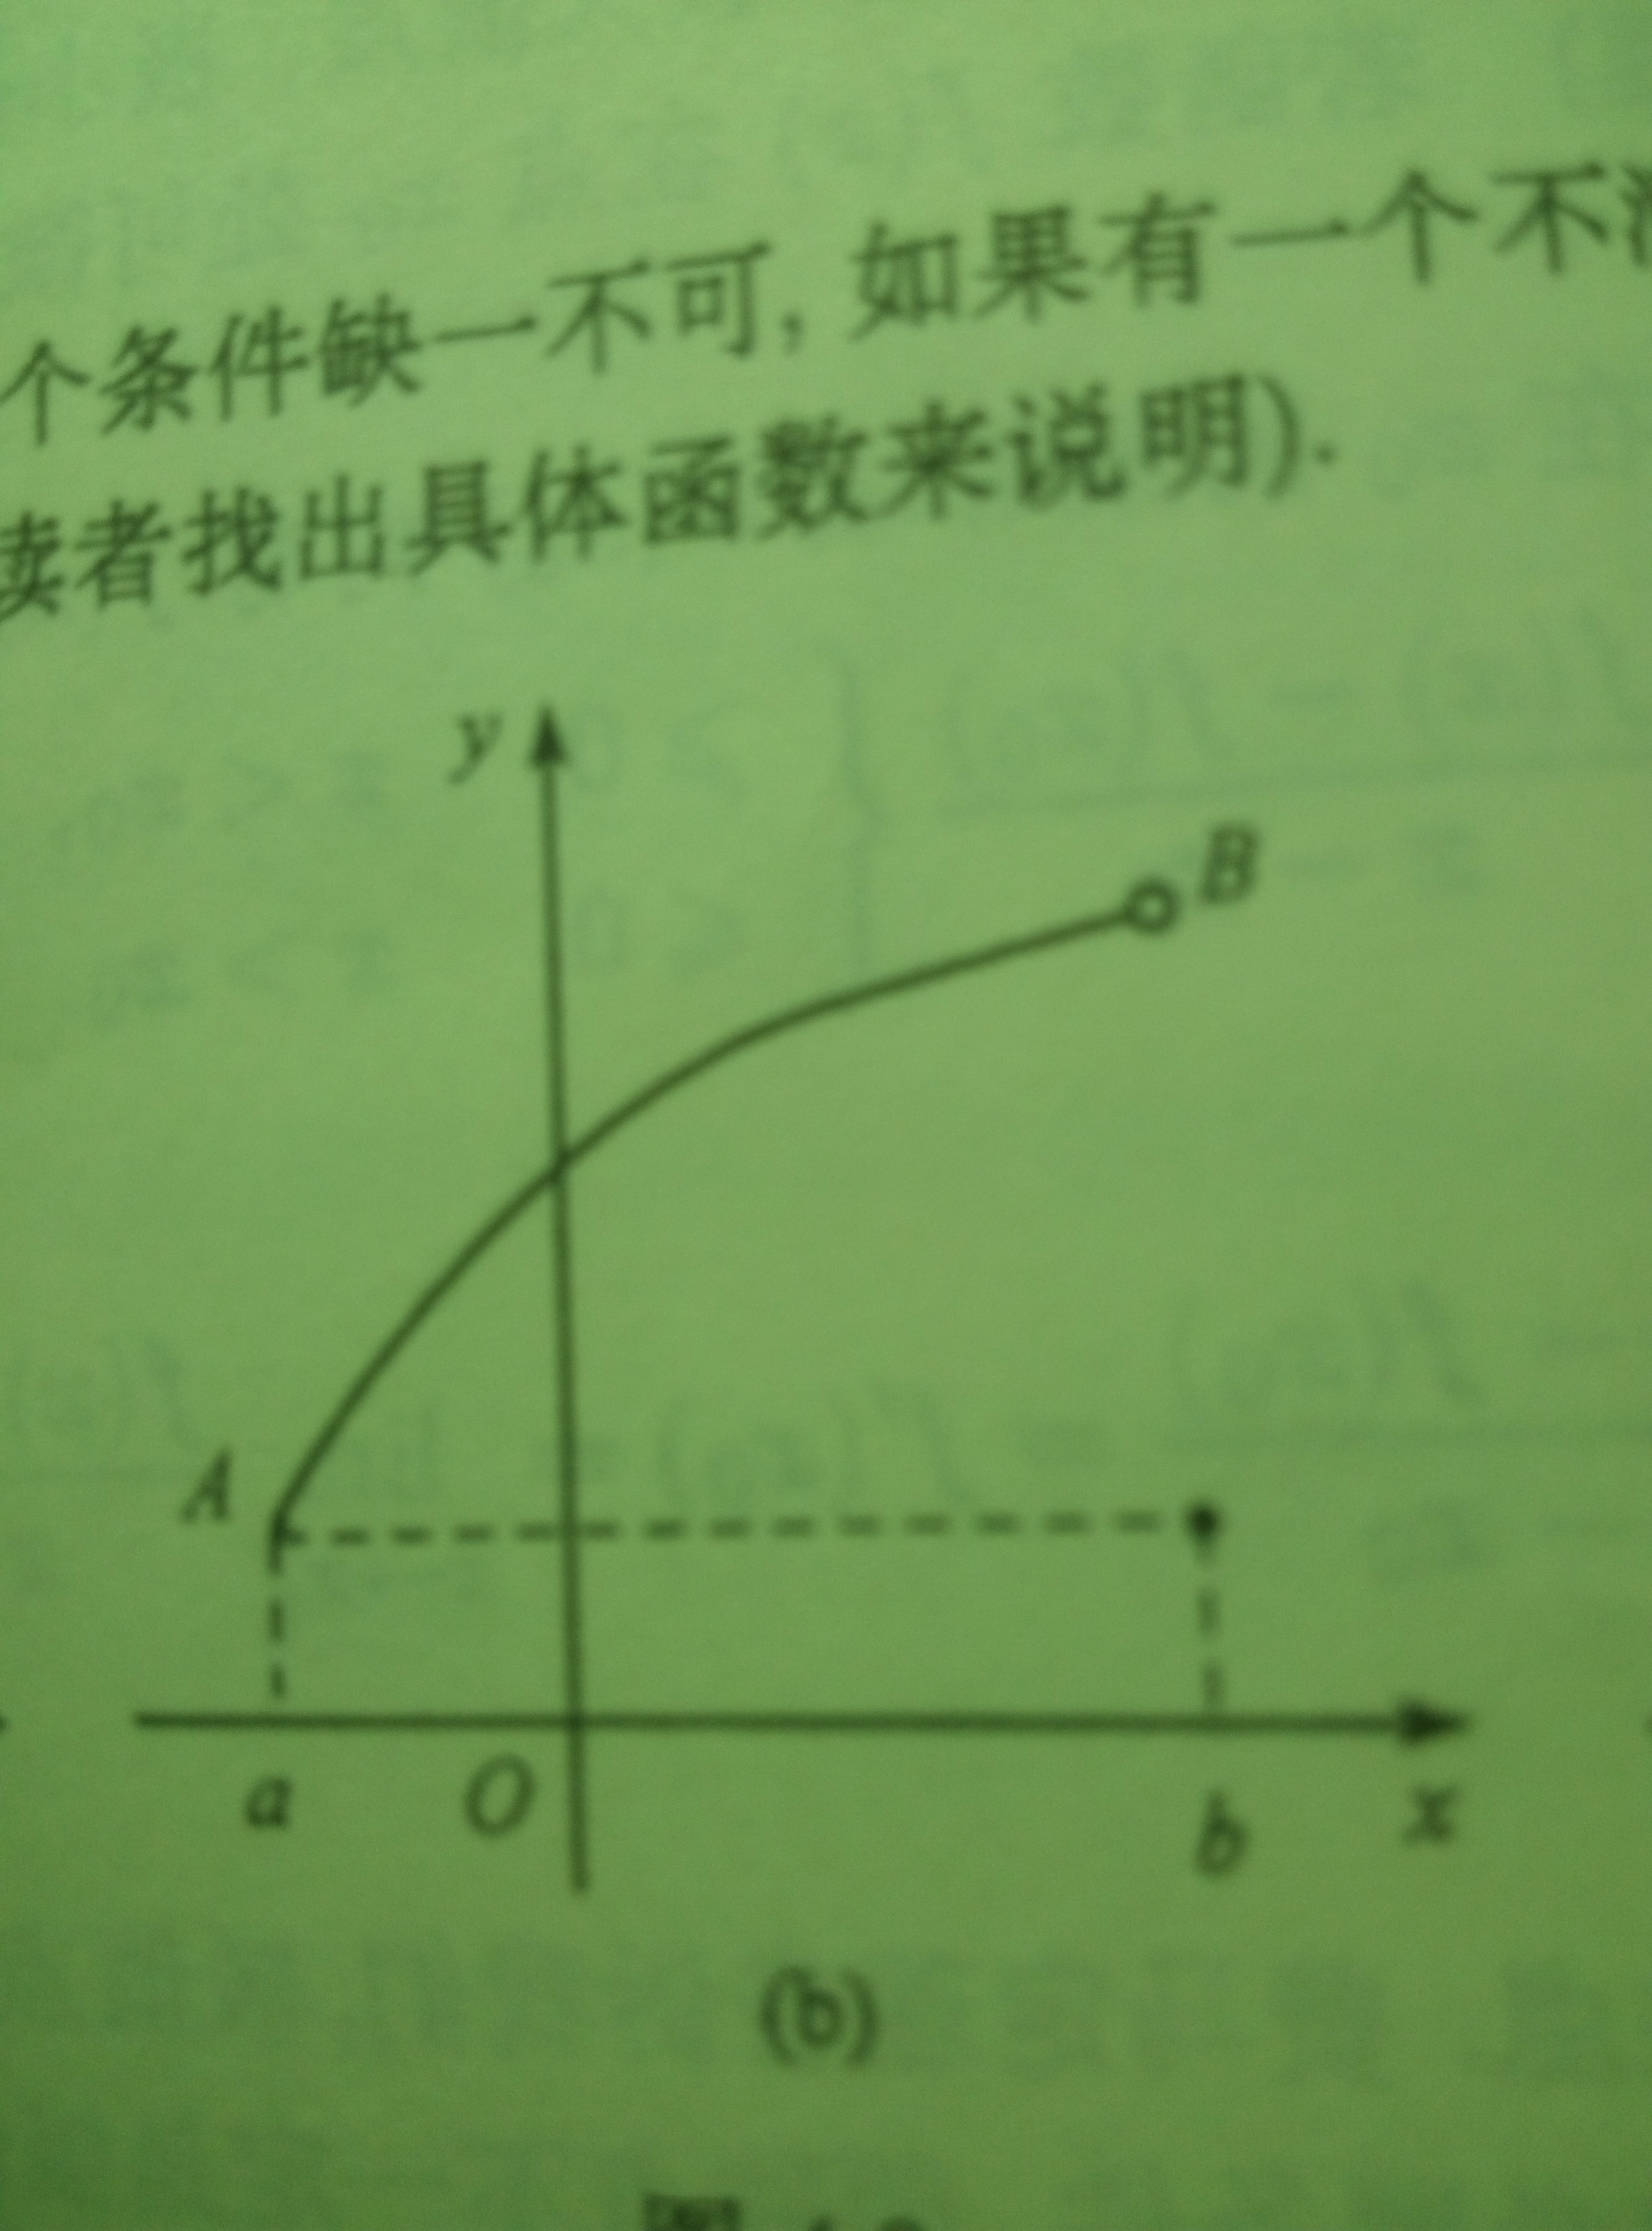 个条件缺一不可, 如果有一个不
读者找出具体函数来说明).
y
B
A
a O b x
(b)